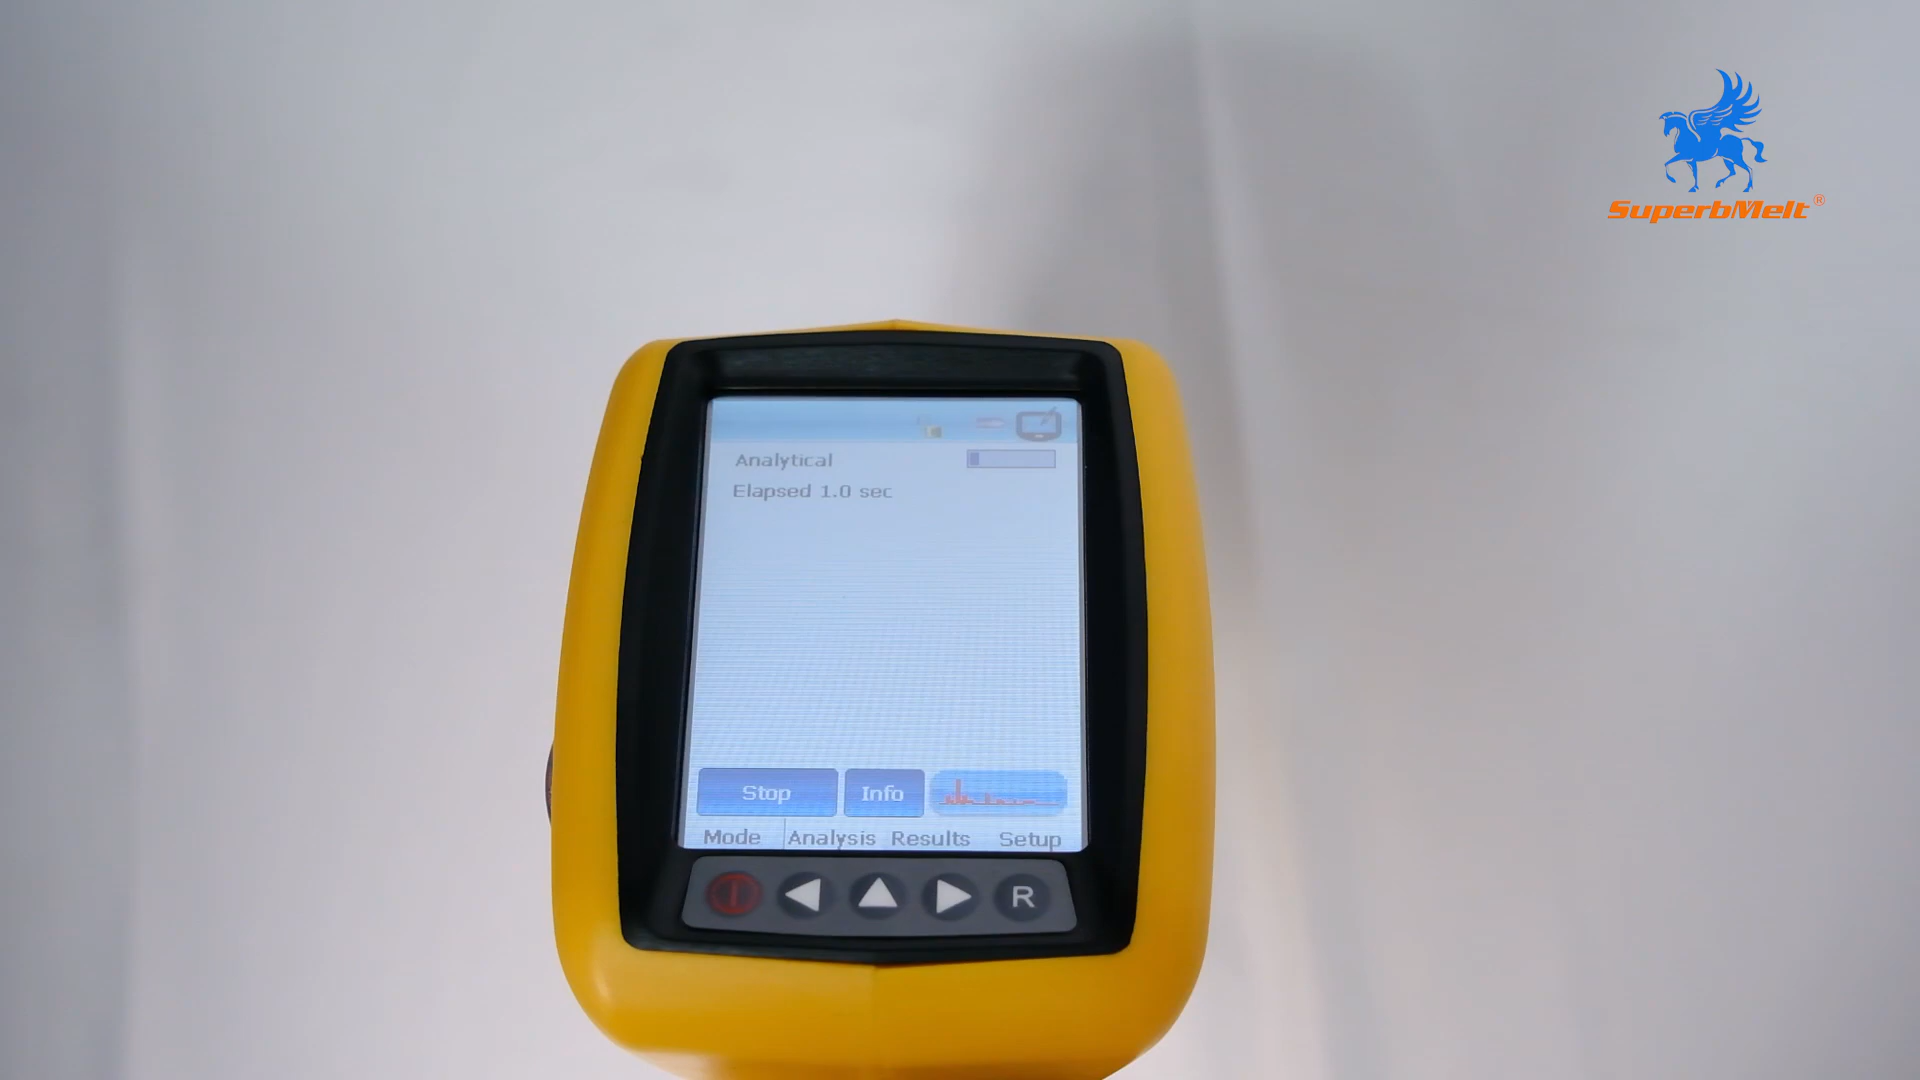 SuperbMelt®
Analytical
Elapsed 1.0 sec
Stop Info
Mode Analysis Results Setup
R